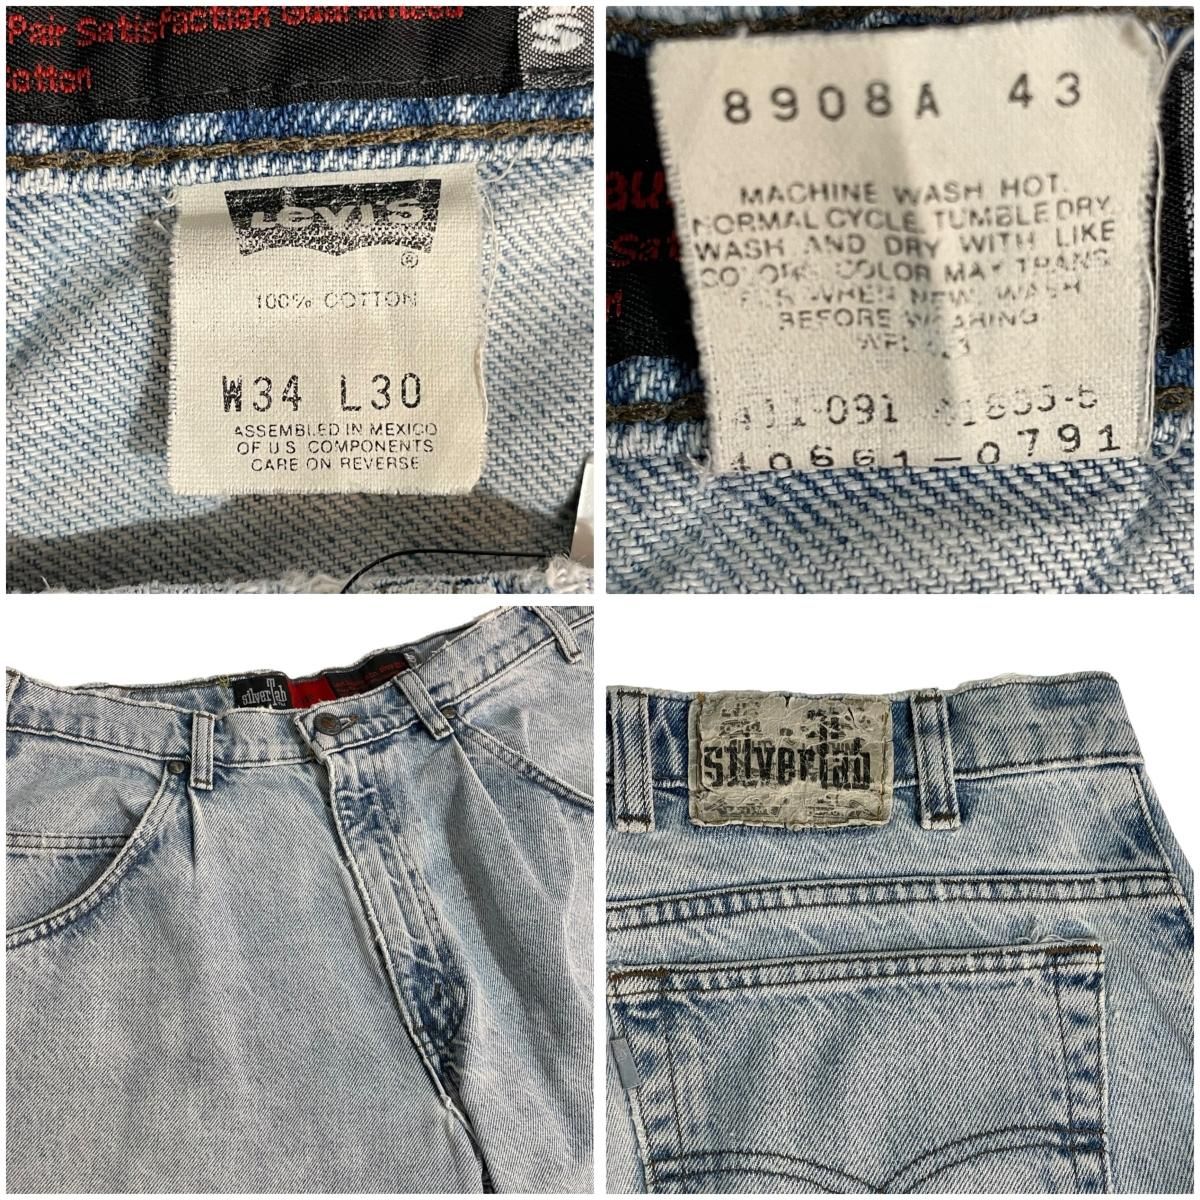 Pair Satisfaction Guaranteed
Cotton
S
LEVI'S
®
100% COTTON
W34 L30
ASSEMBLED IN MEXICO
OF U.S. COMPONENTS
CARE ON REVERSE
8908A 43
MACHINE WASH HOT.
NORMAL CYCLE TUMBLE DRY.
WASH AND DRY WITH LIKE
COLORS. COLOR MAY TRANS
FER WHEN NEW. WASH
BEFORE WEARING
411-091
40661-0791
silverTab
silverTab